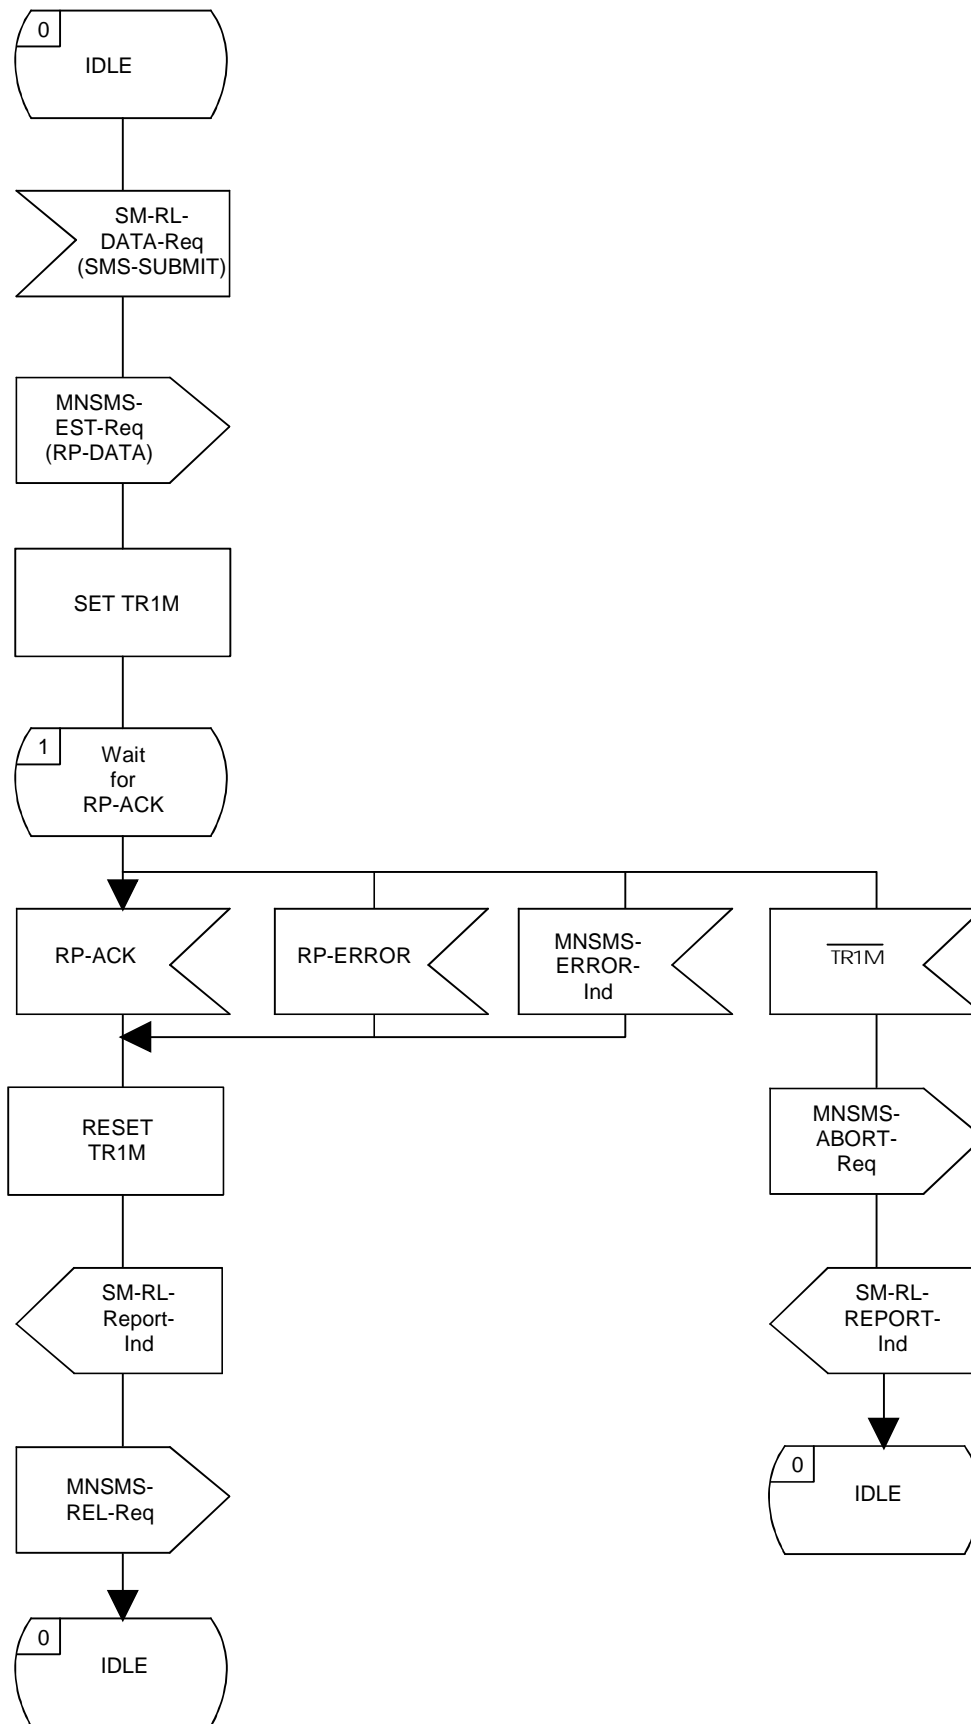 0
IDLE
SM-RL-
DATA-Req
(SMS-SUBMIT)
MNSMS-
EST-Req
(RP-DATA)
SET TR1M
1
Wait
for
RP-ACK
RP-ACK
RP-ERROR
MNSMS-
ERROR-
Ind
TR1M
RESET
TR1M
MNSMS-
ABORT-
Req
SM-RL-
Report-
Ind
SM-RL-
REPORT-
Ind
MNSMS-
REL-Req
0
IDLE
0
IDLE